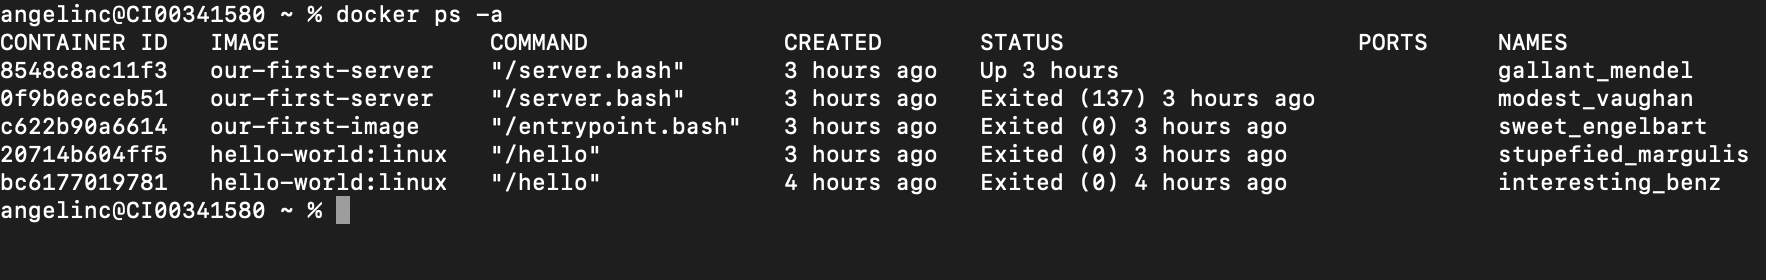 angelinc@CI00341580 ~ % docker ps -a
CONTAINER ID   IMAGE               COMMAND              CREATED       STATUS                     PORTS     NAMES
8548c8ac11f3   our-first-server    "/server.bash"       3 hours ago   Up 3 hours                           gallant_mendel
0f9b0ecceb51   our-first-server    "/server.bash"       3 hours ago   Exited (137) 3 hours ago             modest_vaughan
c622b90a6614   our-first-image     "/entrypoint.bash"   3 hours ago   Exited (0) 3 hours ago               sweet_engelbart
20714b604ff5   hello-world:linux   "/hello"             3 hours ago   Exited (0) 3 hours ago               stupefied_margulis
bc6177019781   hello-world:linux   "/hello"             4 hours ago   Exited (0) 4 hours ago               interesting_benz
angelinc@CI00341580 ~ %